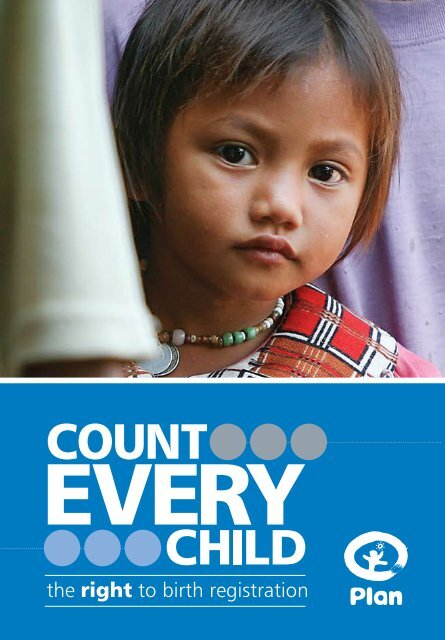 COUNT
EVERY
CHILD
the right to birth registration
Plan